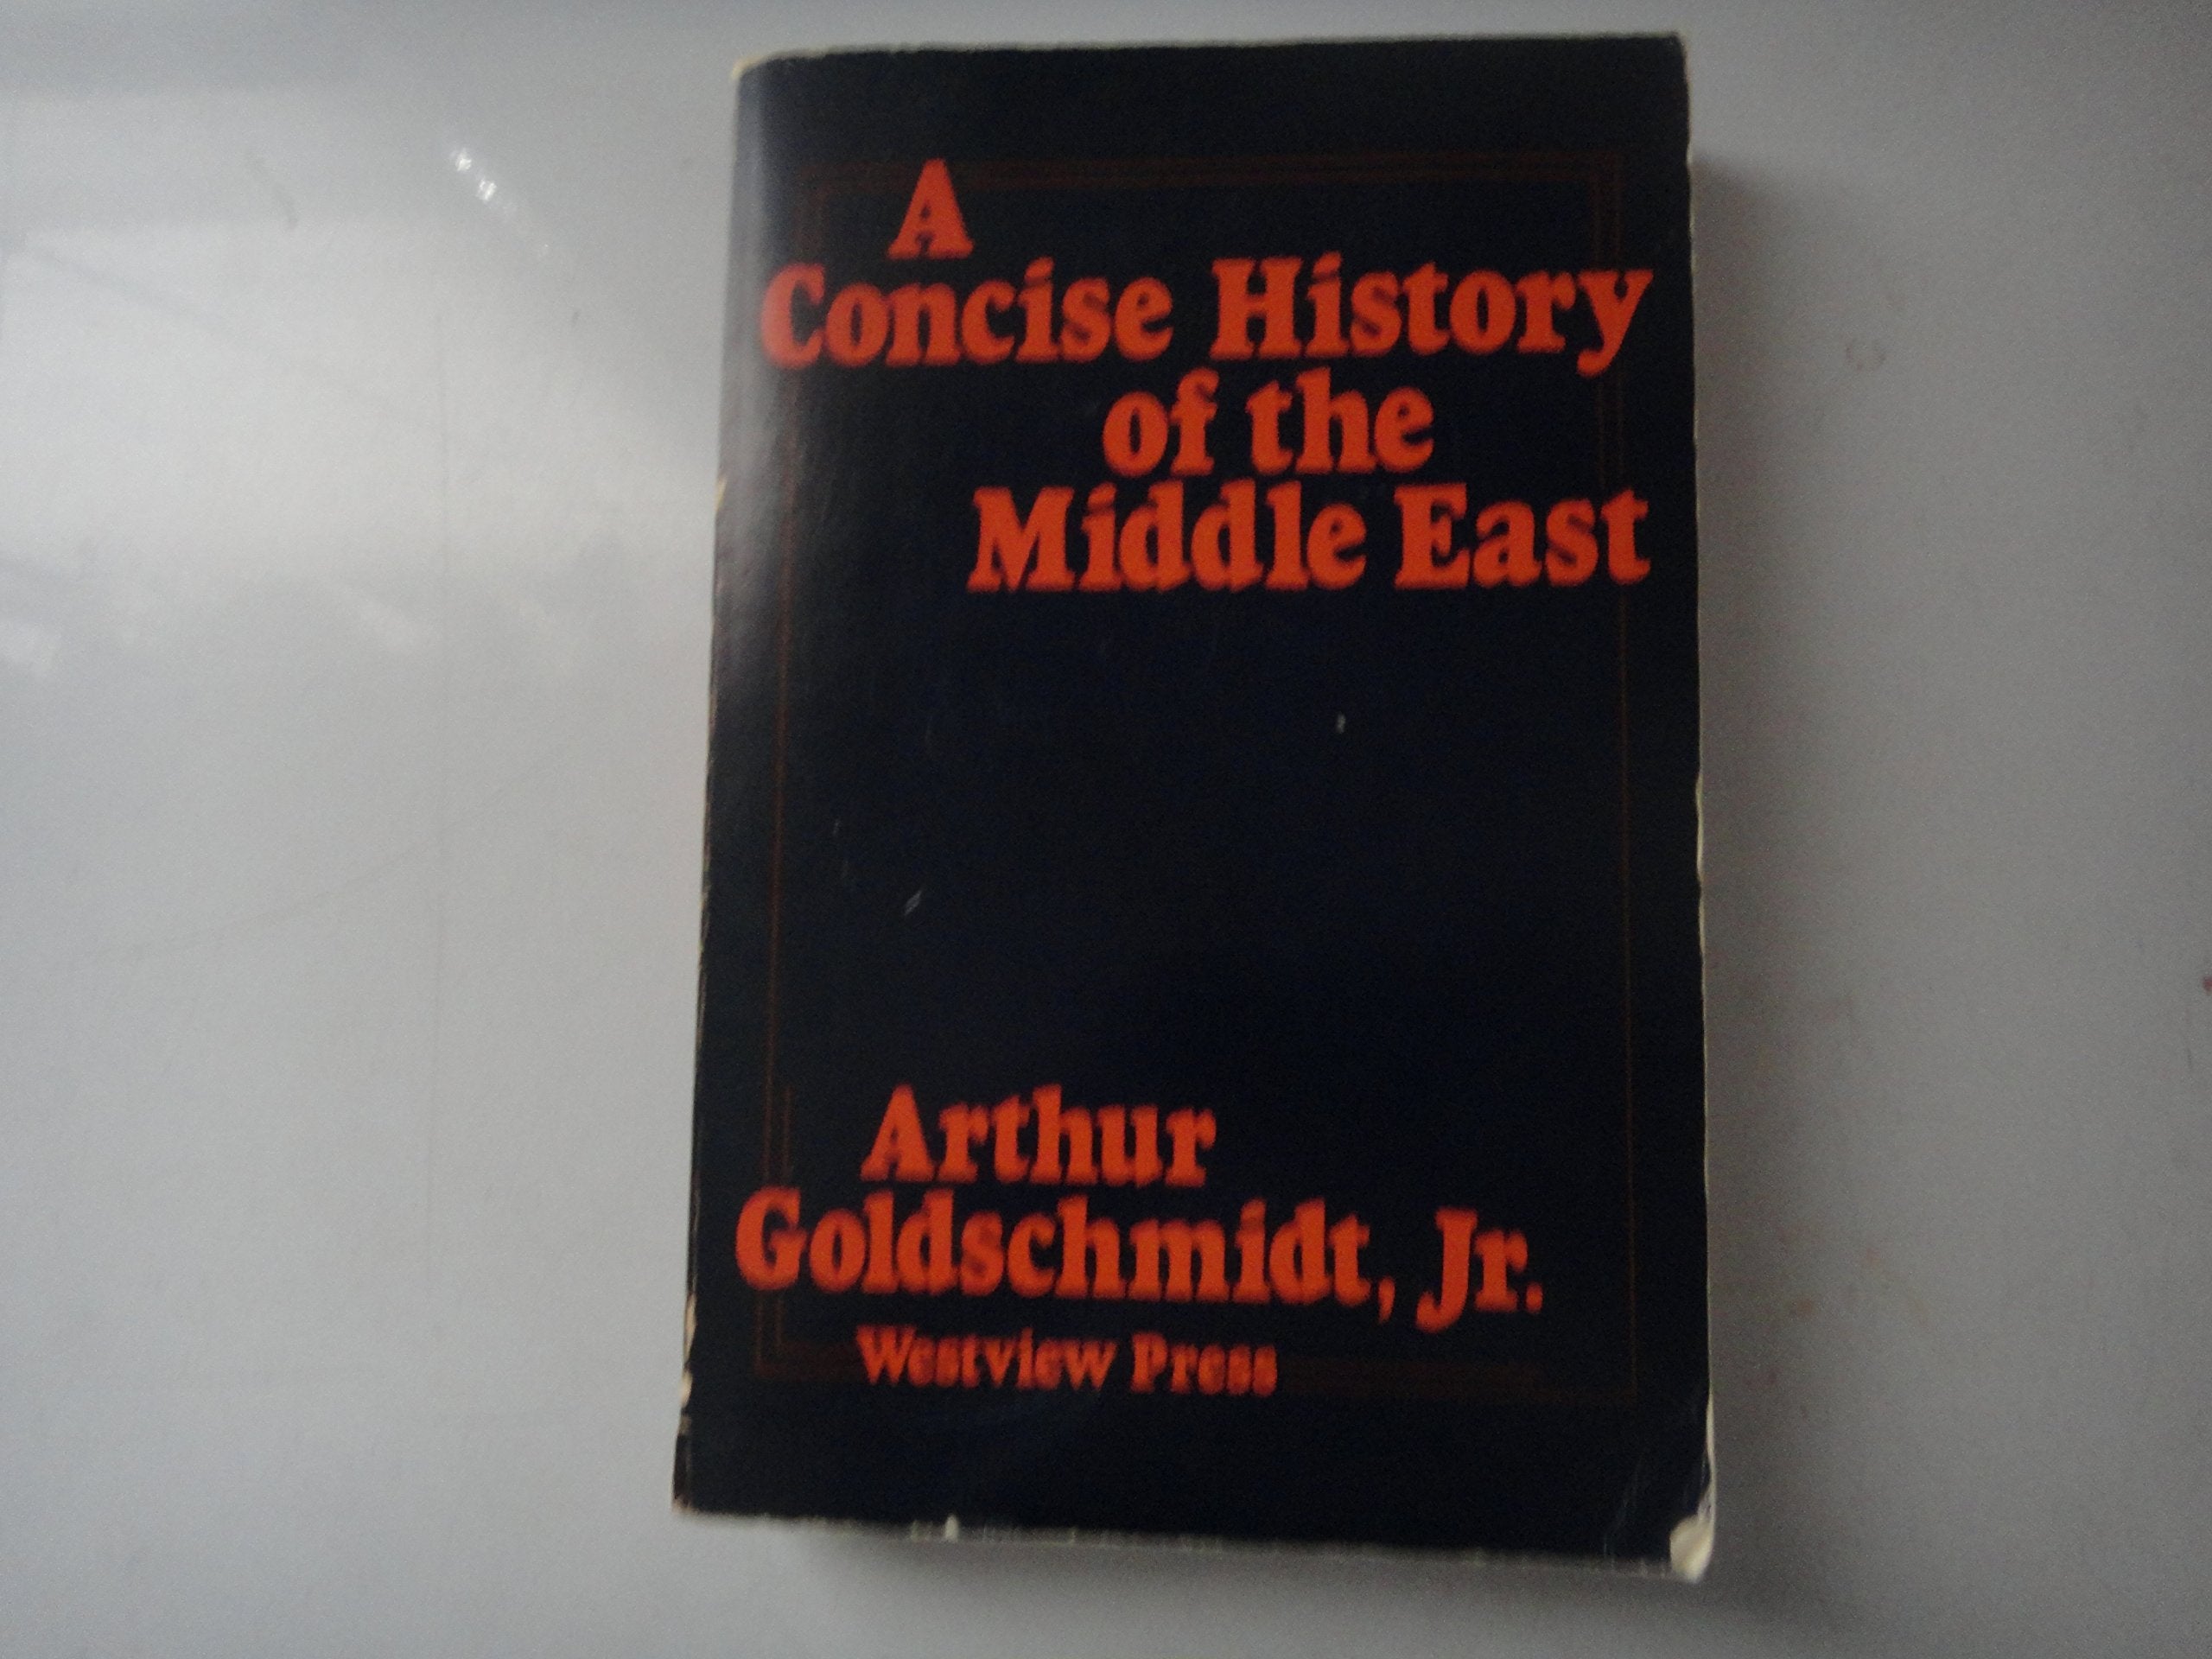 A
Concise History
of the
Middle East
Arthur
Goldschmidt, Jr.
Westview Press